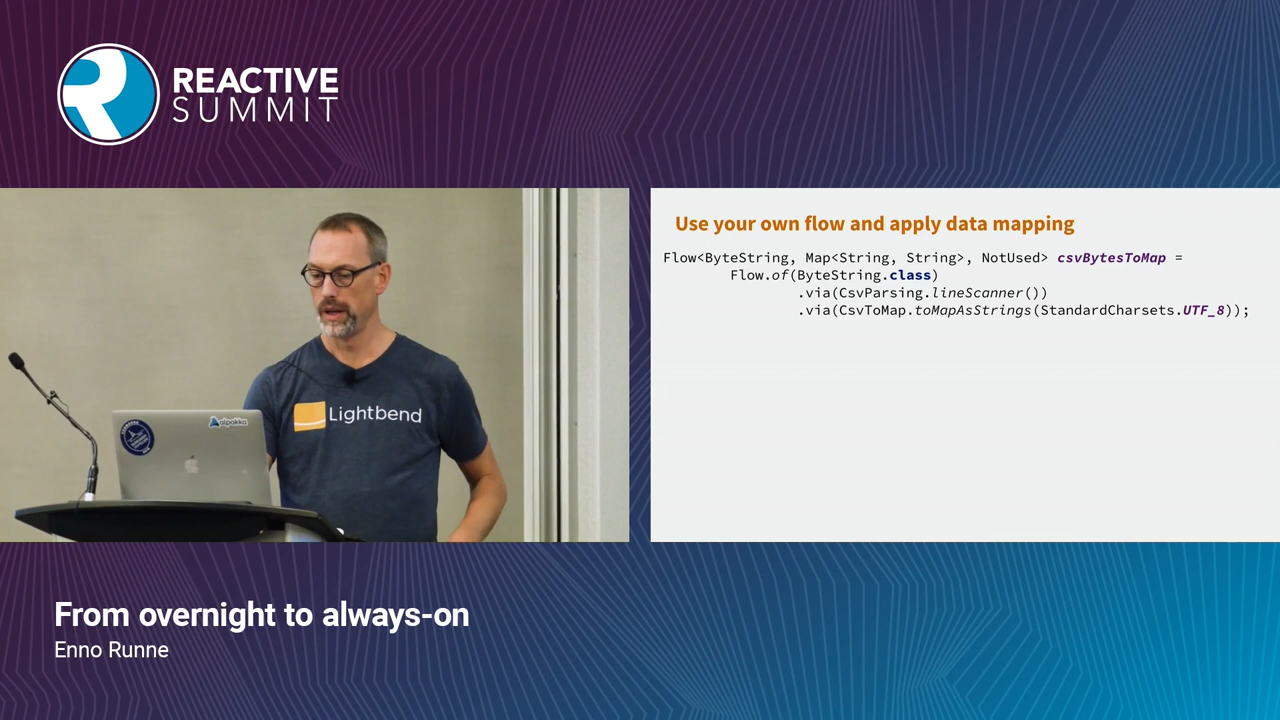 REACTIVE
SUMMIT
Lightbend
alpakka
Use your own flow and apply data mapping
Flow<ByteString, Map<String, String>, NotUsed> csvBytesToMap =
Flow.of(ByteString.class)
.via(CsvParsing.lineScanner())
.via(CsvToMap.toMapAsStrings(StandardCharsets.UTF_8));
From overnight to always-on
Enno Runne